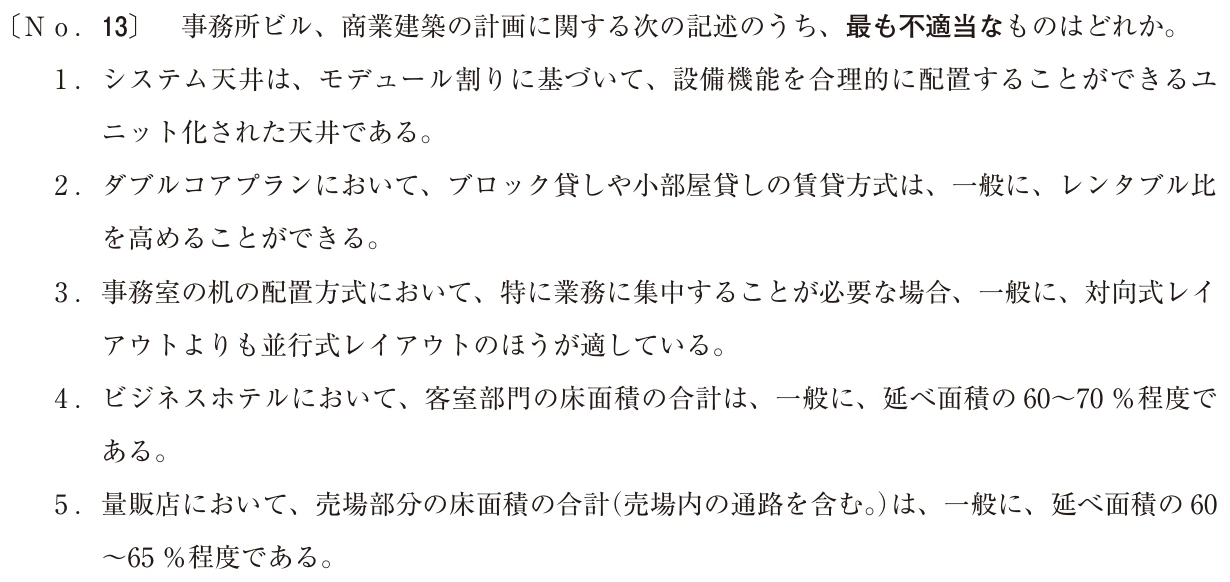 〔Ｎｏ．13〕　事務所ビル、商業建築の計画に関する次の記述のうち、最も不適当なものはどれか。
１．システム天井は、モデュール割りに基づいて、設備機能を合理的に配置することができるユ
ニット化された天井である。
２．ダブルコアプランにおいて、ブロック貸しや小部屋貸しの賃貸方式は、一般に、レンタブル比
を高めることができる。
３．事務室の机の配置方式において、特に業務に集中することが必要な場合、一般に、対向式レイ
アウトよりも並行式レイアウトのほうが適している。
４．ビジネスホテルにおいて、客室部門の床面積の合計は、一般に、延べ面積の60～70 ％程度で
ある。
５．量販店において、売場部分の床面積の合計(売場内の通路を含む。)は、一般に、延べ面積の60
～65 ％程度である。